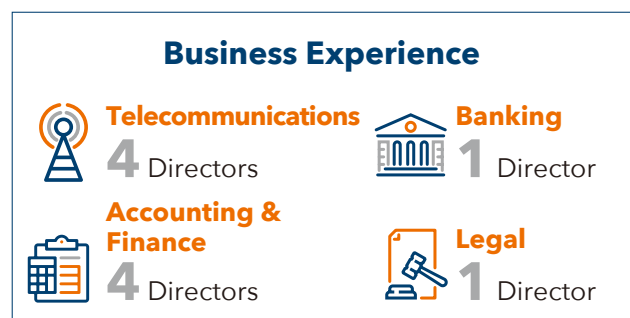 Business Experience
Telecommunications
4 Directors
Banking
1 Director
Accounting &
Finance
4 Directors
Legal
1 Director